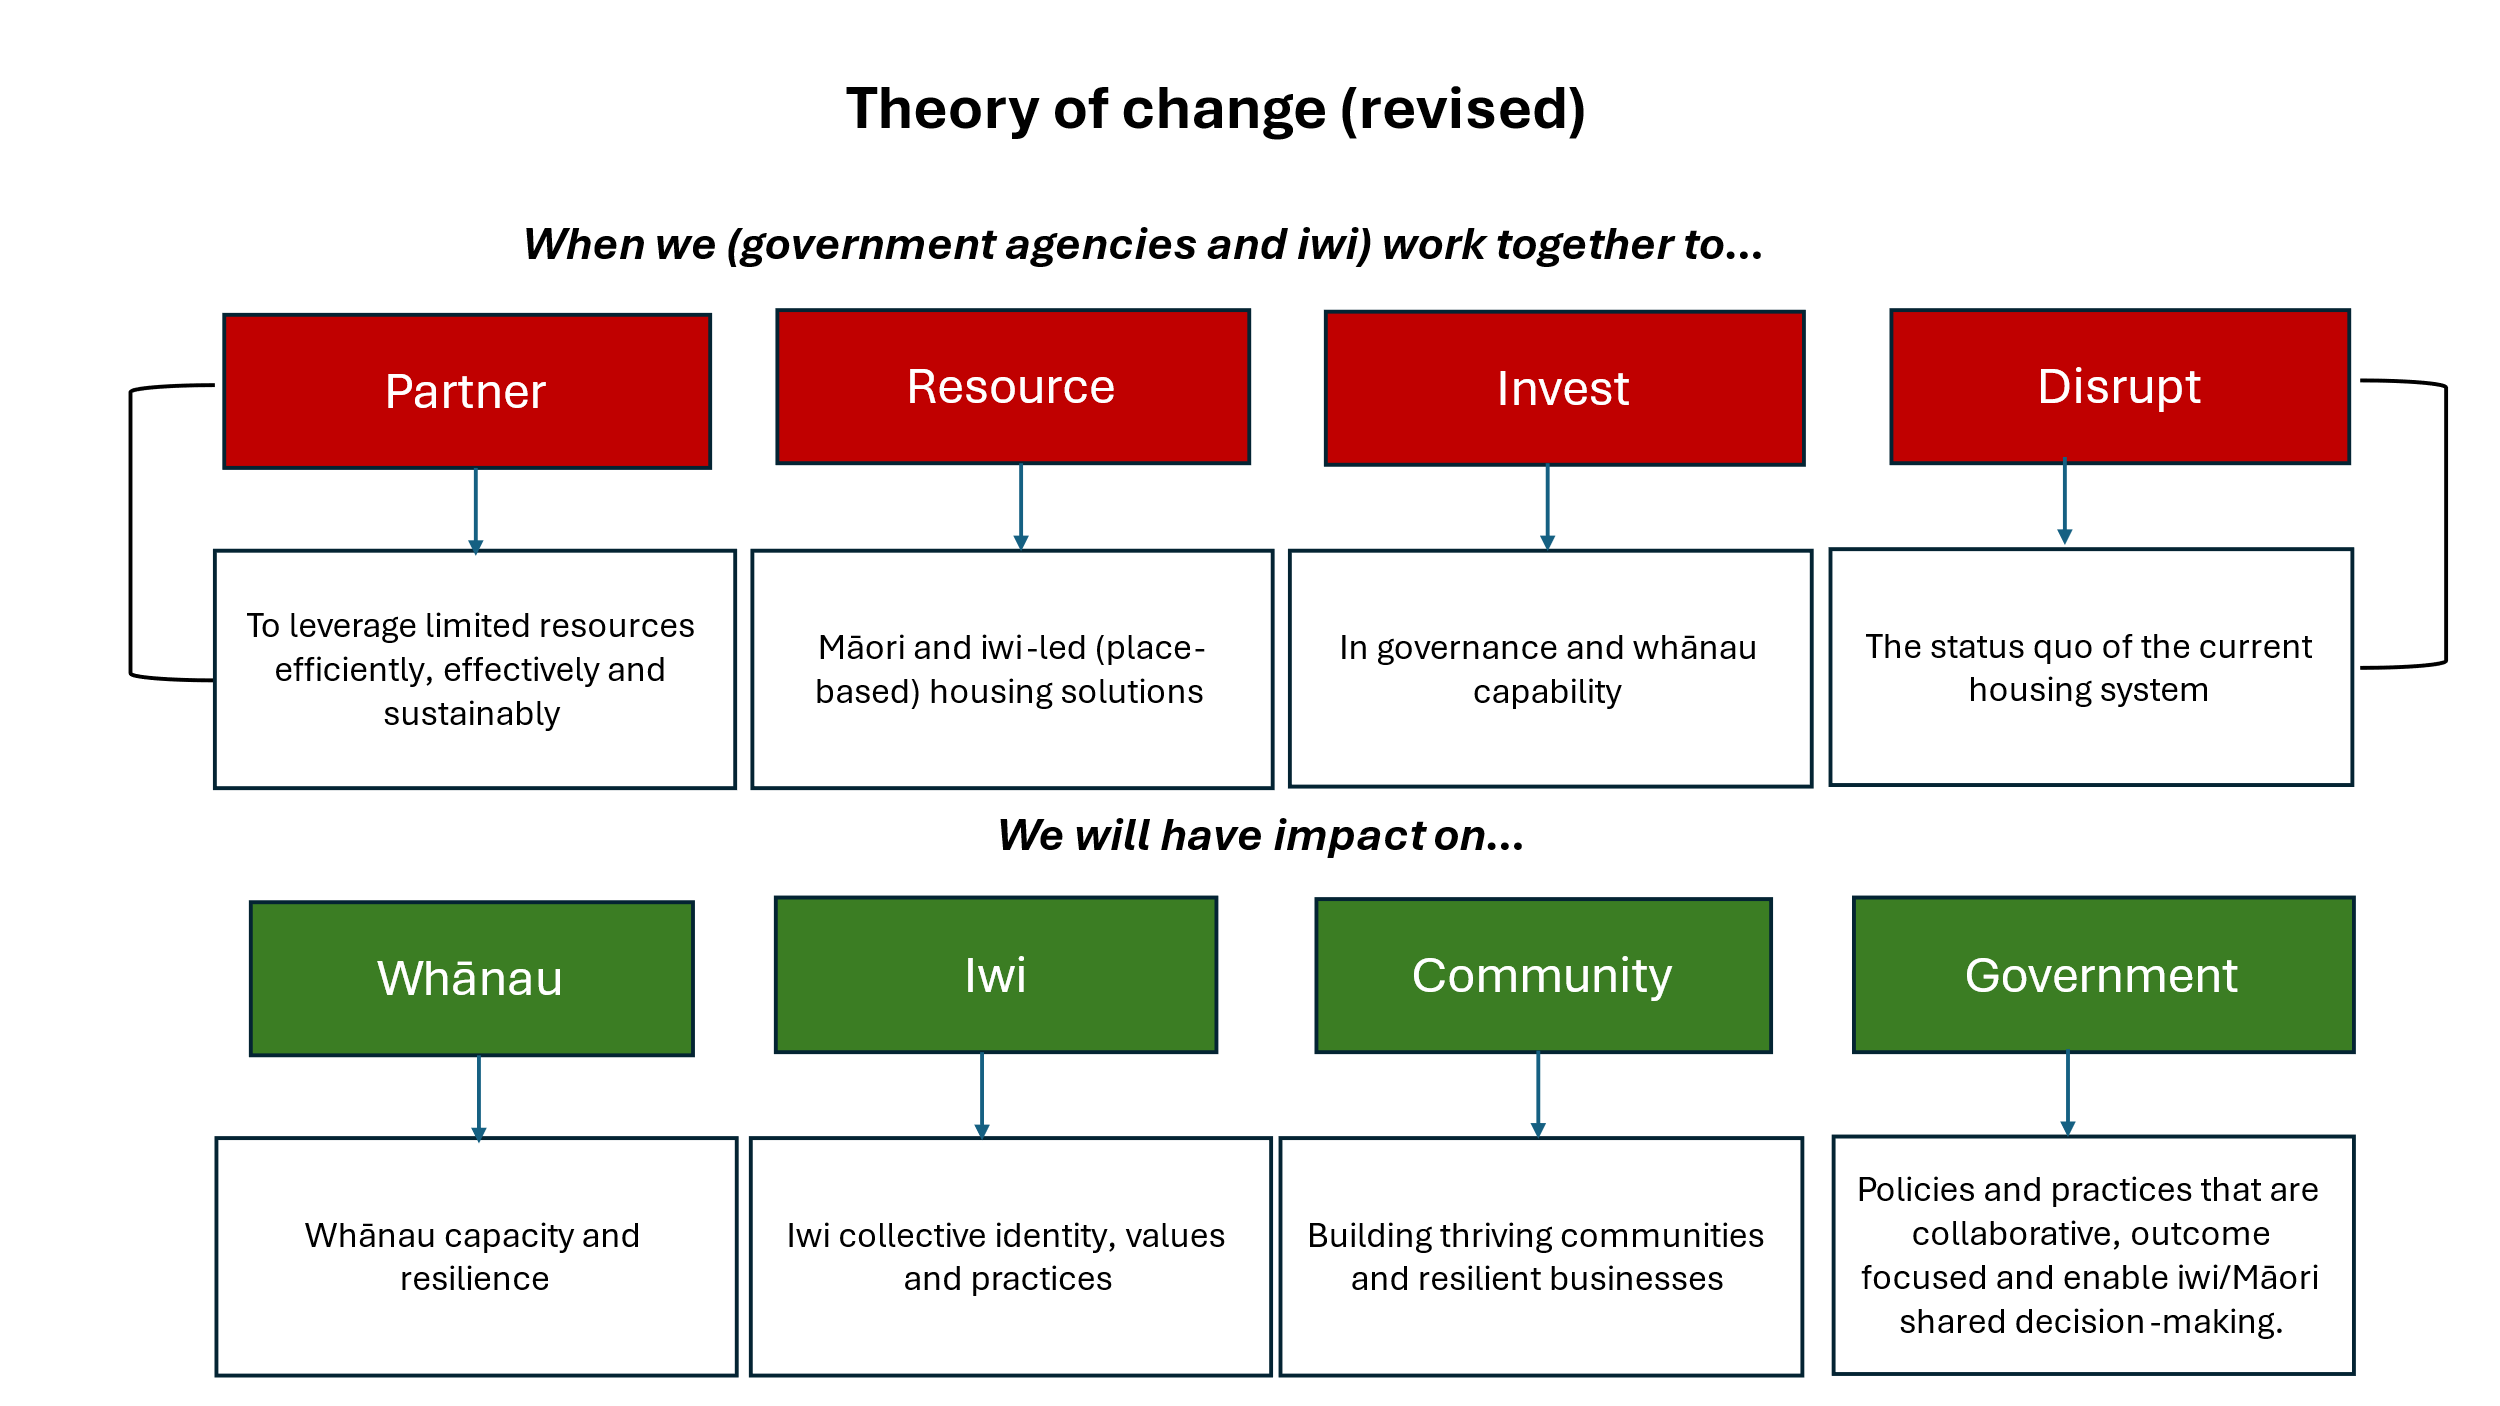 Theory of change (revised)
When we (government agencies and iwi) work together to...
Partner
Resource
Invest
Disrupt
To leverage limited resources
efficiently, effectively and
sustainably
Māori and iwi-led (place-
based) housing solutions
In governance and whānau
capability
The status quo of the current
housing system
We will have impact on...
Whānau
Iwi
Community
Government
Whānau capacity and
resilience
Iwi collective identity, values
and practices
Building thriving communities
and resilient businesses
Policies and practices that are
collaborative, outcome
focused and enable iwi/Māori
shared decision-making.